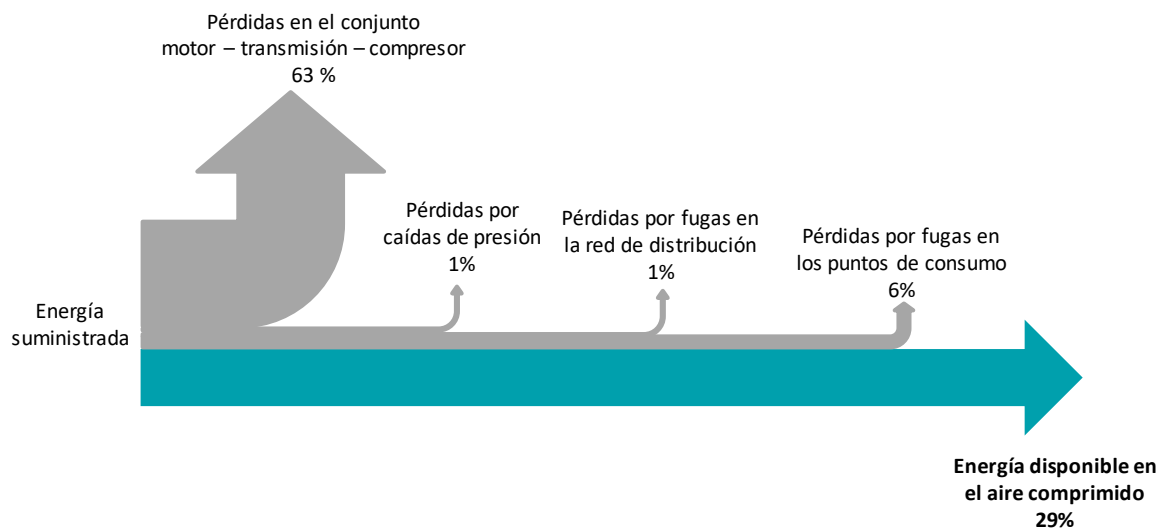 Pérdidas en el conjunto
motor – transmisión – compresor
63 %
Pérdidas por
caídas de presión
1%
Pérdidas por fugas en
la red de distribución
1%
Pérdidas por fugas en
los puntos de consumo
6%
Energía
suministrada
Energía disponible en
el aire comprimido
29%